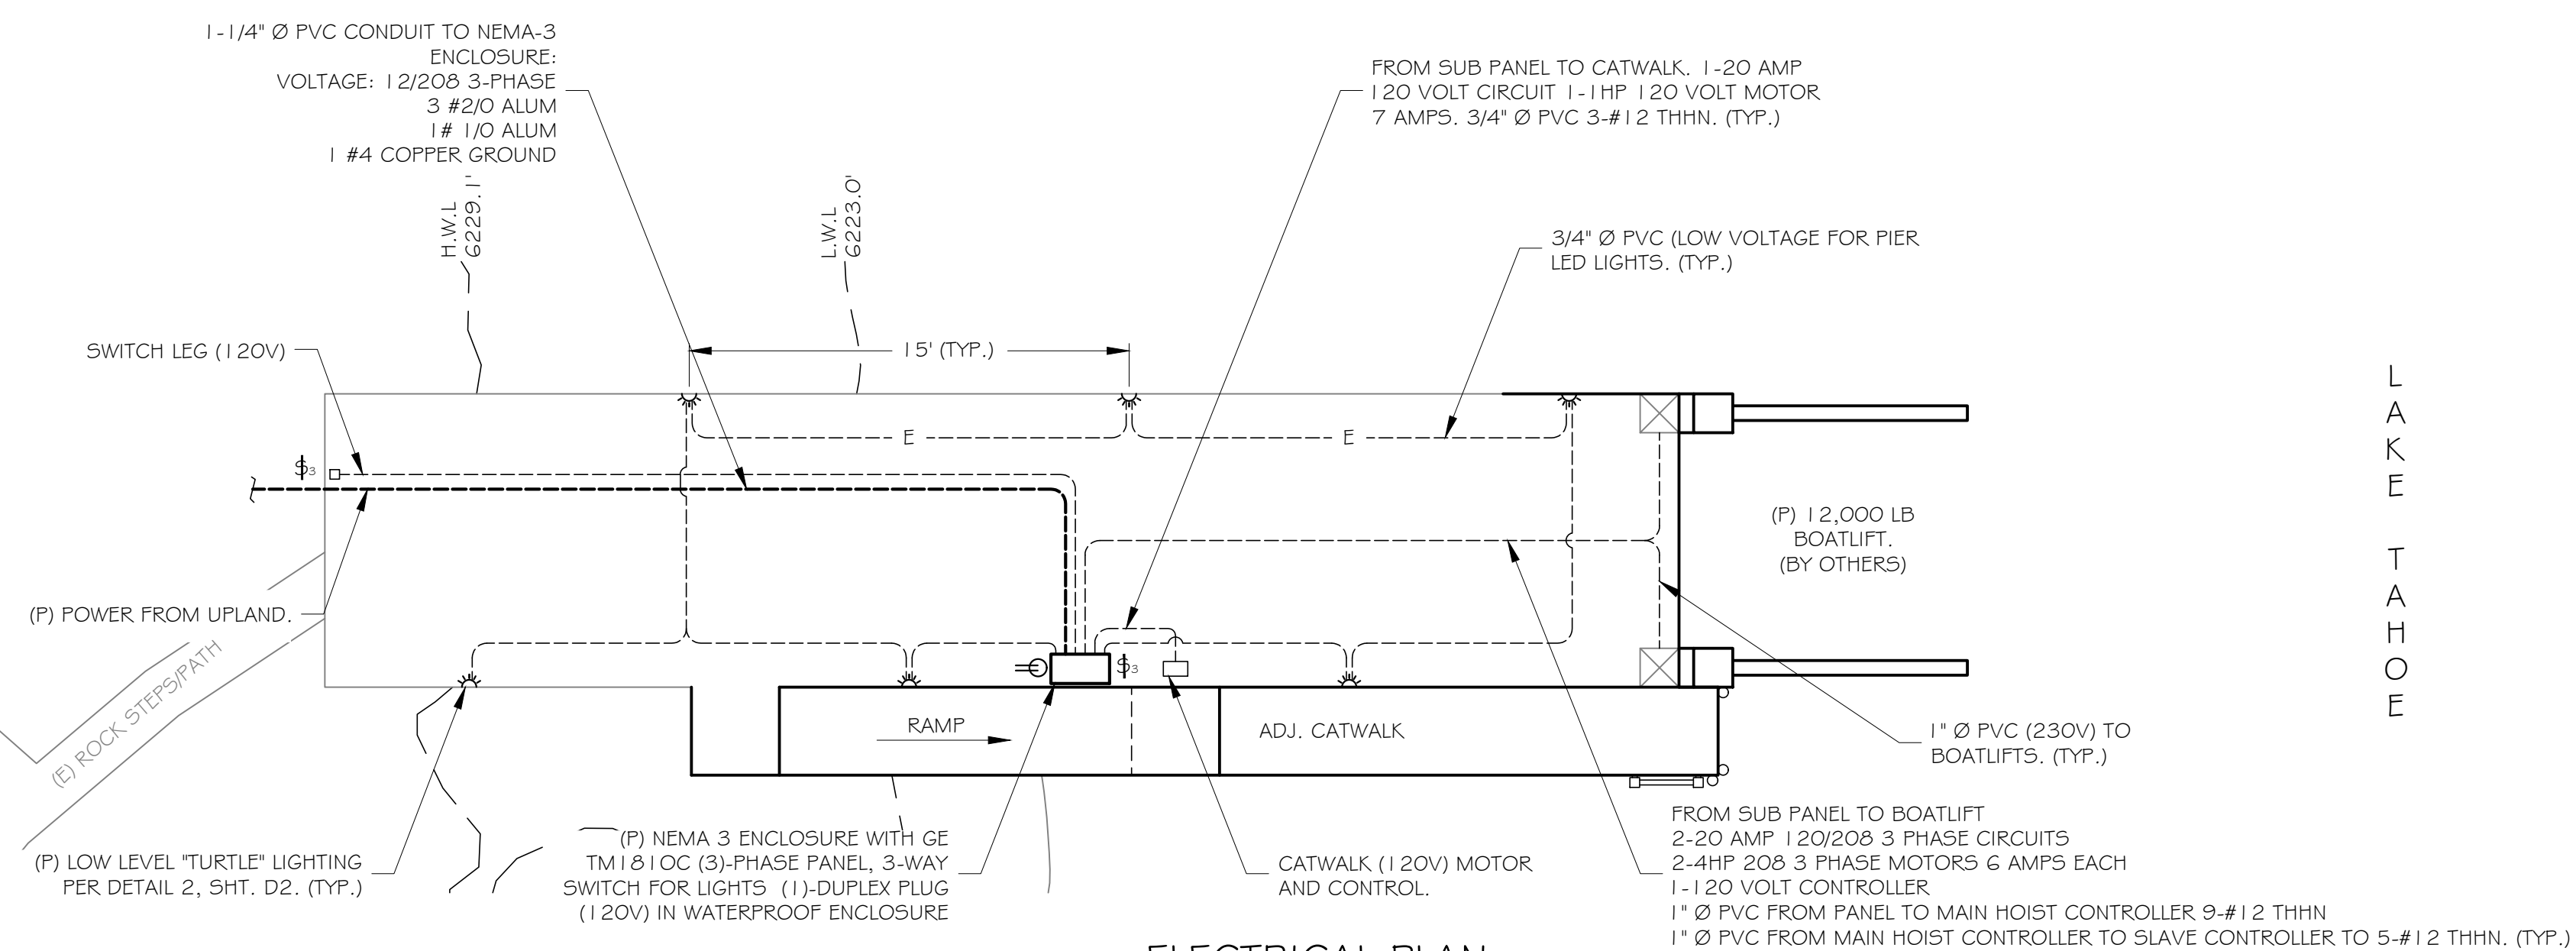 1-1/4" Ø PVC CONDUIT TO NEMA-3
ENCLOSURE:
VOLTAGE: 12/208 3-PHASE
3 #2/0 ALUM
1# 1/0 ALUM
1 #4 COPPER GROUND
FROM SUB PANEL TO CATWALK. 1-20 AMP
120 VOLT CIRCUIT 1-1HP 120 VOLT MOTOR
7 AMPS. 3/4" Ø PVC 3-#12 THHN. (TYP.)
H.W.L
6229.1'
L.W.L
6223.0'
3/4" Ø PVC (LOW VOLTAGE FOR PIER
LED LIGHTS. (TYP.)
SWITCH LEG (120V)
15' (TYP.)
E
E
$3
(P) POWER FROM UPLAND.
(E) ROCK STEPS/PATH
(P) 12,000 LB
BOATLIFT.
(BY OTHERS)
LAKE TAHOE
$3
RAMP
ADJ. CATWALK
1" Ø PVC (230V) TO
BOATLIFTS. (TYP.)
(P) LOW LEVEL "TURTLE" LIGHTING
PER DETAIL 2, SHT. D2. (TYP.)
(P) NEMA 3 ENCLOSURE WITH GE
TM1810C (3)-PHASE PANEL, 3-WAY
SWITCH FOR LIGHTS (1)-DUPLEX PLUG
(120V) IN WATERPROOF ENCLOSURE
CATWALK (120V) MOTOR
AND CONTROL.
FROM SUB PANEL TO BOATLIFT
2-20 AMP 120/208 3 PHASE CIRCUITS
2-4HP 208 3 PHASE MOTORS 6 AMPS EACH
1-120 VOLT CONTROLLER
1" Ø PVC FROM PANEL TO MAIN HOIST CONTROLLER 9-#12 THHN
1" Ø PVC FROM MAIN HOIST CONTROLLER TO SLAVE CONTROLLER TO 5-#12 THHN. (TYP.)
ELECTRICAL PLAN